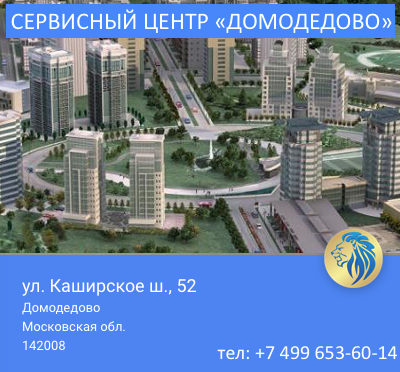 СЕРВИСНЫЙ ЦЕНТР «ДОМОДЕДОВО»
ул. Каширское ш., 52
Домодедово
Московская обл.
142008
тел: +7 499 653-60-14